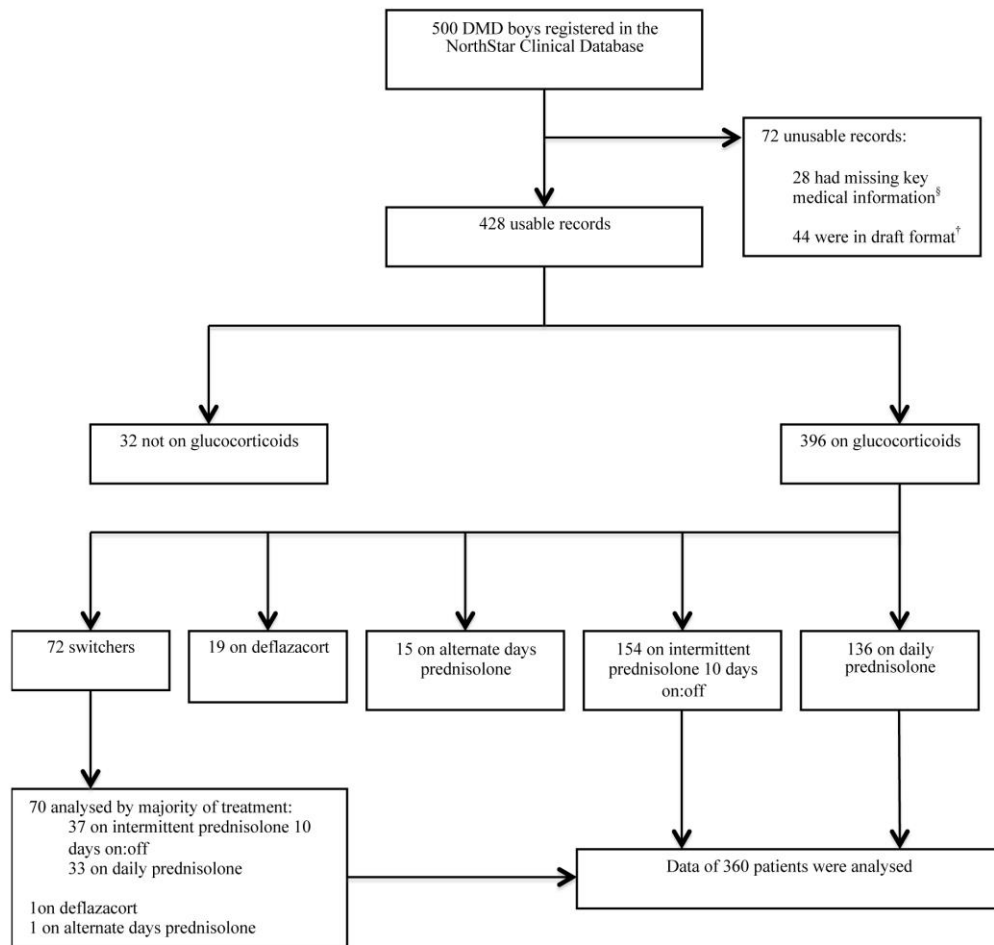 500 DMD boys registered in the
NorthStar Clinical Database
72 unusable records:
28 had missing key
medical information§
44 were in draft format†
428 usable records
32 not on glucocorticoids
396 on glucocorticoids
72 switchers
19 on deflazacort
15 on alternate days
prednisolone
154 on intermittent
prednisolone 10 days
on:off
136 on daily
prednisolone
70 analysed by majority of treatment:
37 on intermittent prednisolone 10
days on:off
33 on daily prednisolone
1on deflazacort
1 on alternate days prednisolone
Data of 360 patients were analysed